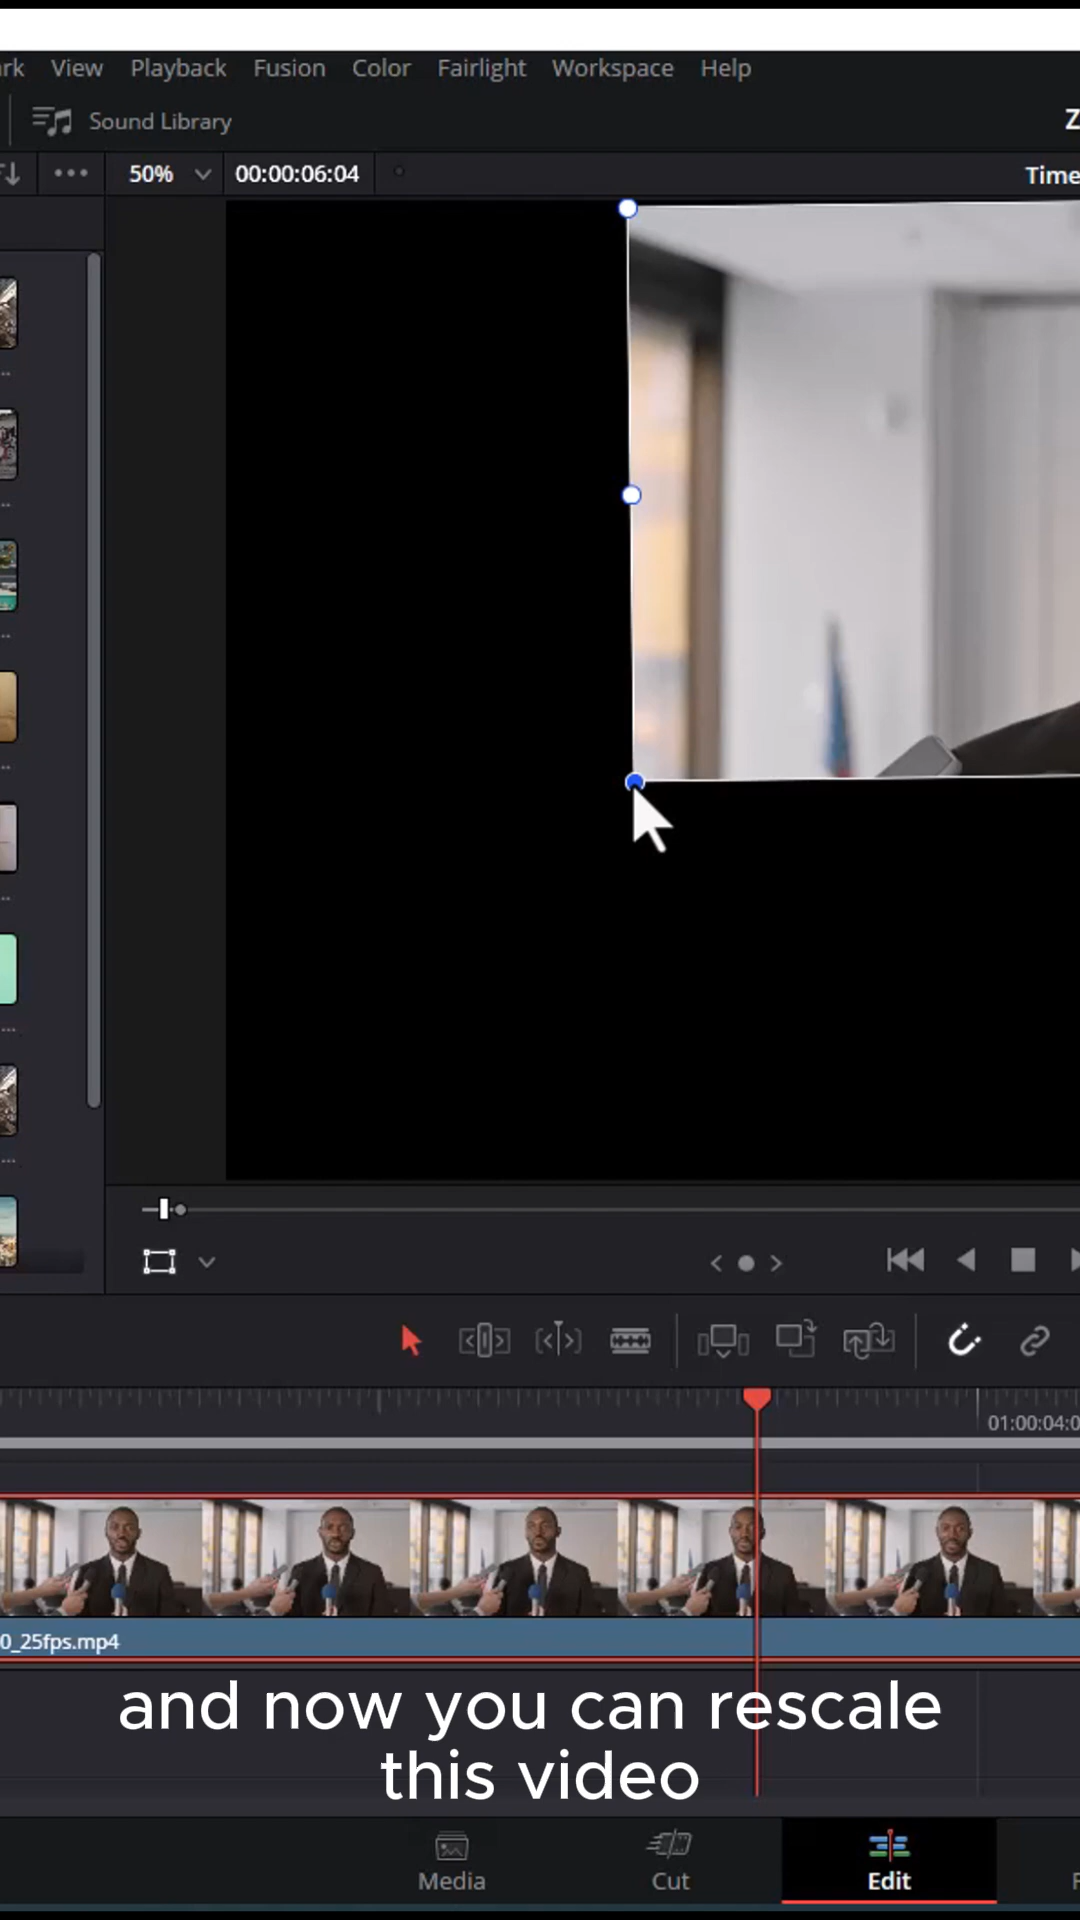 rk View Playback Fusion Color Fairlight Workspace Help
Sound Library
Z
50% 00:00:06:04
Time
01:00:04:0
0_25fps.mp4
and now you can rescale
this video
Media Cut Edit F